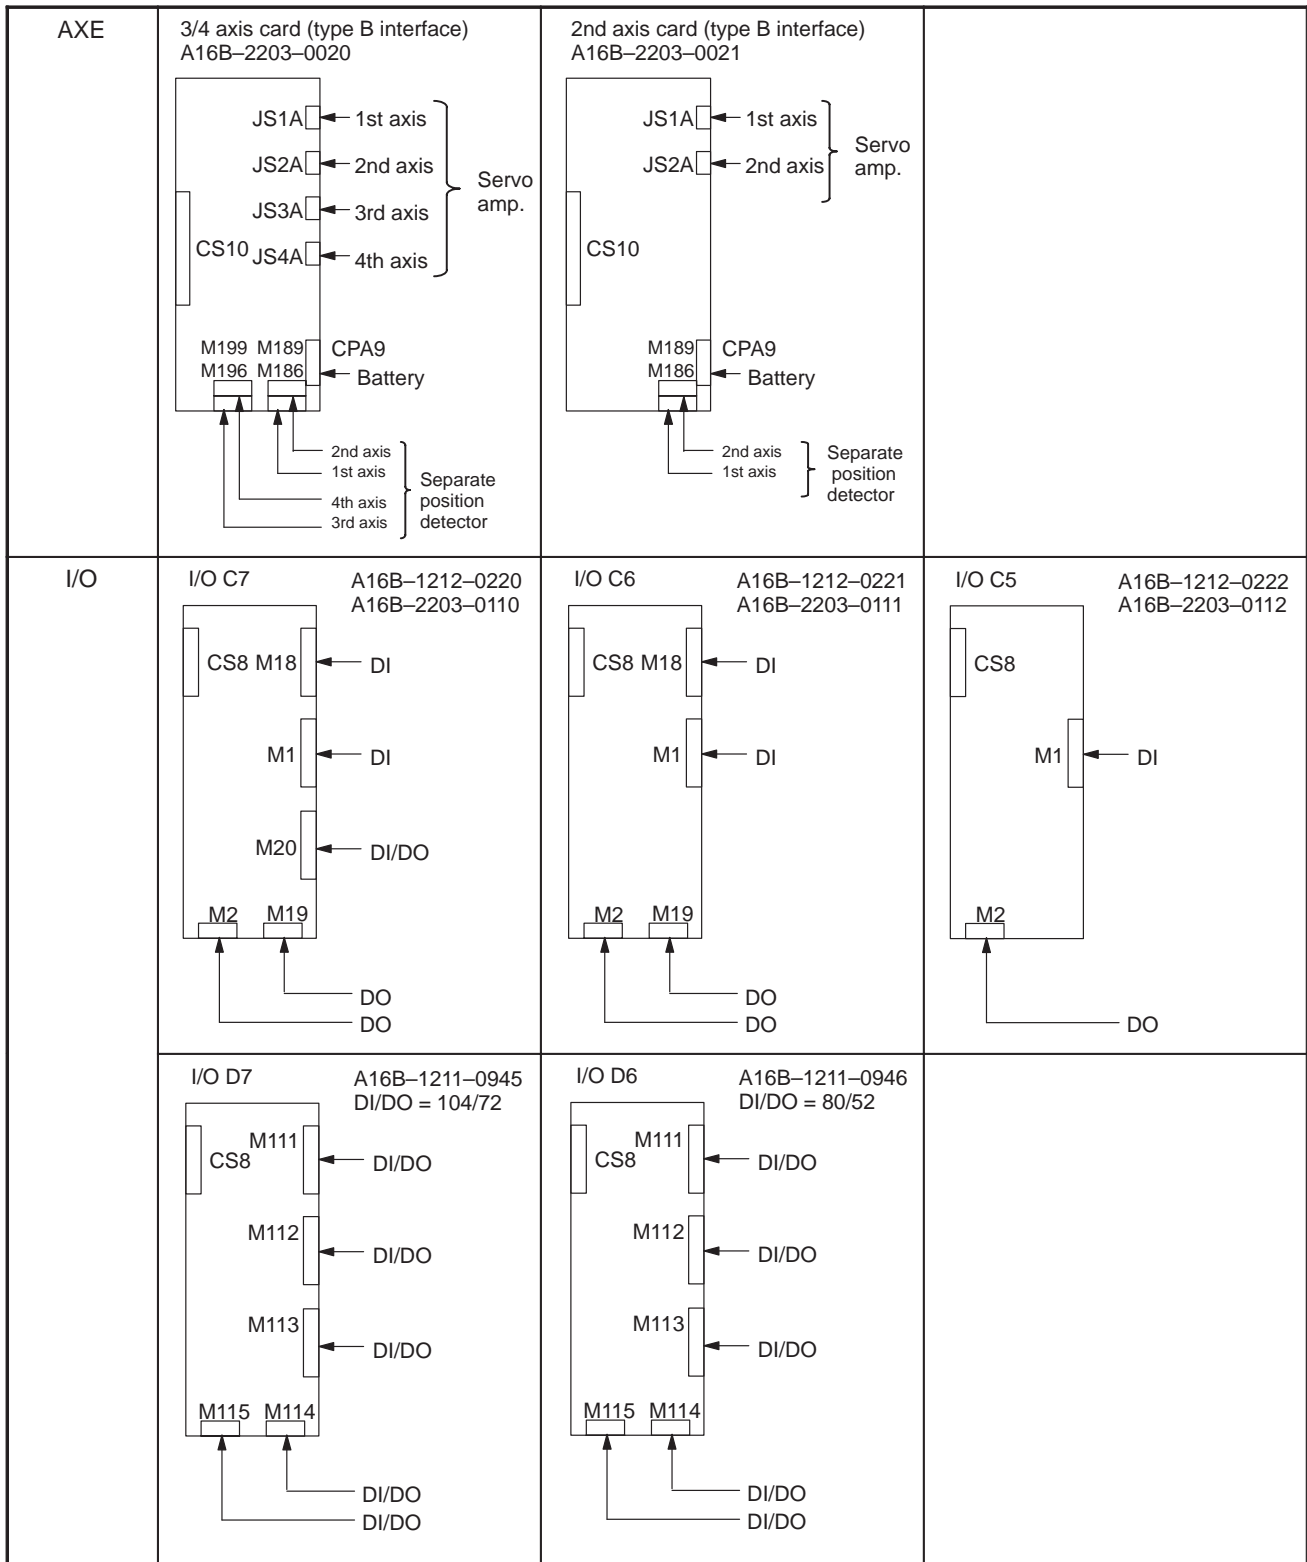 AXE
3/4 axis card (type B interface)
A16B–2203–0020
JS1A
1st axis
JS2A
2nd axis
JS3A
3rd axis
CS10
JS4A
4th axis
Servo
amp.
M199 M189 CPA9
M196 M186
Battery
2nd axis
1st axis
4th axis
3rd axis
Separate
position
detector
2nd axis card (type B interface)
A16B–2203–0021
JS1A
1st axis
JS2A
2nd axis
Servo
amp.
CS10
M189 CPA9
M186
Battery
2nd axis
1st axis
Separate
position
detector
I/O
I/O C7
A16B–1212–0220
A16B–2203–0110
CS8 M18
DI
M1
DI
M20
DI/DO
M2 M19
DO
DO
I/O C6
A16B–1212–0221
A16B–2203–0111
CS8 M18
DI
M1
DI
M2 M19
DO
DO
I/O C5
A16B–1212–0222
A16B–2203–0112
CS8
M1
DI
M2
DO
I/O D7
A16B–1211–0945
DI/DO = 104/72
M111
CS8
DI/DO
M112
DI/DO
M113
DI/DO
M115 M114
DI/DO
DI/DO
I/O D6
A16B–1211–0946
DI/DO = 80/52
M111
CS8
DI/DO
M112
DI/DO
M113
DI/DO
M115 M114
DI/DO
DI/DO